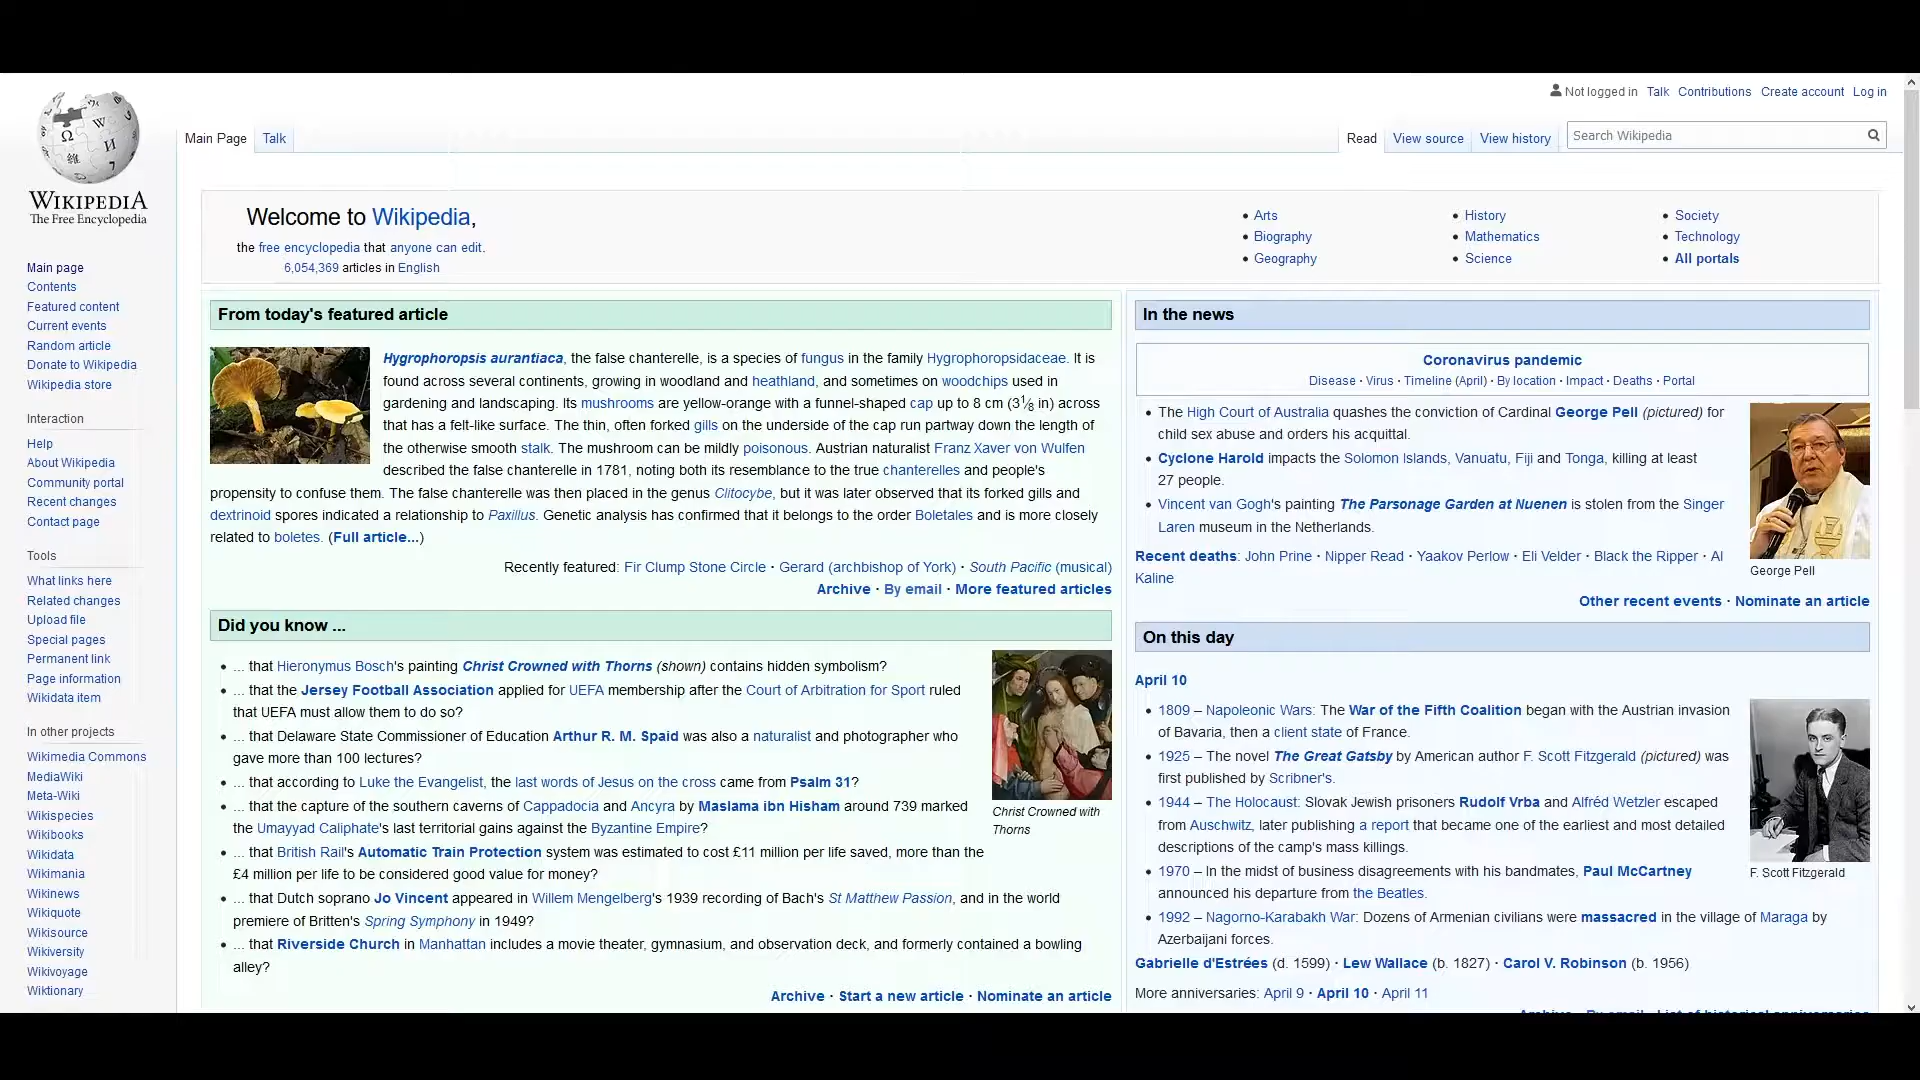 Not logged in Talk Contributions Create account Log in
Main Page Talk
Read View source View history Search Wikipedia
WIKIPEDIA
The Free Encyclopedia
Main page
Contents
Featured content
Current events
Random article
Donate to Wikipedia
Wikipedia store
Interaction
Help
About Wikipedia
Community portal
Recent changes
Contact page
Tools
What links here
Related changes
Upload file
Special pages
Permanent link
Page information
Wikidata item
In other projects
Wikimedia Commons
MediaWiki
Meta-Wiki
Wikispecies
Wikibooks
Wikidata
Wikimania
Wikinews
Wikiquote
Wikisource
Wikiversity
Wikivoyage
Wiktionary
Welcome to Wikipedia,
the free encyclopedia that anyone can edit.
6,054,369 articles in English
Arts
Biography
Geography
History
Mathematics
Science
Society
Technology
All portals
From today's featured article
Hygrophoropsis aurantiaca, the false chanterelle, is a species of fungus in the family Hygrophoropsidaceae. It is
found across several continents, growing in woodland and heathland, and sometimes on woodchips used in
gardening and landscaping. Its mushrooms are yellow-orange with a funnel-shaped cap up to 8 cm (3 1⁄8 in) across
that has a felt-like surface. The thin, often forked gills on the underside of the cap run partway down the length of
the otherwise smooth stalk. The mushroom can be mildly poisonous. Austrian naturalist Franz Xaver von Wulfen
described the false chanterelle in 1781, noting both its resemblance to the true chanterelles and people's
propensity to confuse them. The false chanterelle was then placed in the genus Clitocybe, but it was later observed that its forked gills and
dextrinoid spores indicated a relationship to Paxillus. Genetic analysis has confirmed that it belongs to the order Boletales and is more closely
related to boletes. (Full article...)
Recently featured: Fir Clump Stone Circle · Gerard (archbishop of York) · South Pacific (musical)
Archive · By email · More featured articles
Did you know ...
... that Hieronymus Bosch's painting Christ Crowned with Thorns (shown) contains hidden symbolism?
... that the Jersey Football Association applied for UEFA membership after the Court of Arbitration for Sport ruled
that UEFA must allow them to do so?
... that Delaware State Commissioner of Education Arthur R. M. Spaid was also a naturalist and photographer who
gave more than 100 lectures?
... that according to Luke the Evangelist, the last words of Jesus on the cross came from Psalm 31?
... that the capture of the southern caverns of Cappadocia and Ancyra by Maslama ibn Hisham around 739 marked
the Umayyad Caliphate's last territorial gains against the Byzantine Empire?
... that British Rail's Automatic Train Protection system was estimated to cost £11 million per life saved, more than the
£4 million per life to be considered good value for money?
... that Dutch soprano Jo Vincent appeared in Willem Mengelberg's 1939 recording of Bach's St Matthew Passion, and in the world
premiere of Britten's Spring Symphony in 1949?
... that Riverside Church in Manhattan includes a movie theater, gymnasium, and observation deck, and formerly contained a bowling
alley?
Christ Crowned with
Thorns
Archive · Start a new article · Nominate an article
In the news
Coronavirus pandemic
Disease · Virus · Timeline (April) · By location · Impact · Deaths · Portal
The High Court of Australia quashes the conviction of Cardinal George Pell (pictured) for
child sex abuse and orders his acquittal.
Cyclone Harold impacts the Solomon Islands, Vanuatu, Fiji and Tonga, killing at least
27 people.
Vincent van Gogh's painting The Parsonage Garden at Nuenen is stolen from the Singer
Laren museum in the Netherlands.
George Pell
Recent deaths: John Prine · Nipper Read · Yaakov Perlow · Eli Velder · Black the Ripper · Al
Kaline
Other recent events · Nominate an article
On this day
April 10
1809 – Napoleonic Wars: The War of the Fifth Coalition began with the Austrian invasion
of Bavaria, then a client state of France.
1925 – The novel The Great Gatsby by American author F. Scott Fitzgerald (pictured) was
first published by Scribner's.
1944 – The Holocaust: Slovak Jewish prisoners Rudolf Vrba and Alfréd Wetzler escaped
from Auschwitz, later publishing a report that became one of the earliest and most detailed
descriptions of the camp's mass killings.
1970 – In the midst of business disagreements with his bandmates, Paul McCartney
announced his departure from the Beatles.
1992 – Nagorno-Karabakh War: Dozens of Armenian civilians were massacred in the village of Maraga by
Azerbaijani forces.
F. Scott Fitzgerald
Gabrielle d'Estrées (d. 1599) · Lew Wallace (b. 1827) · Carol V. Robinson (b. 1956)
More anniversaries: April 9 · April 10 · April 11
Archive · By email · List of historical anniversaries